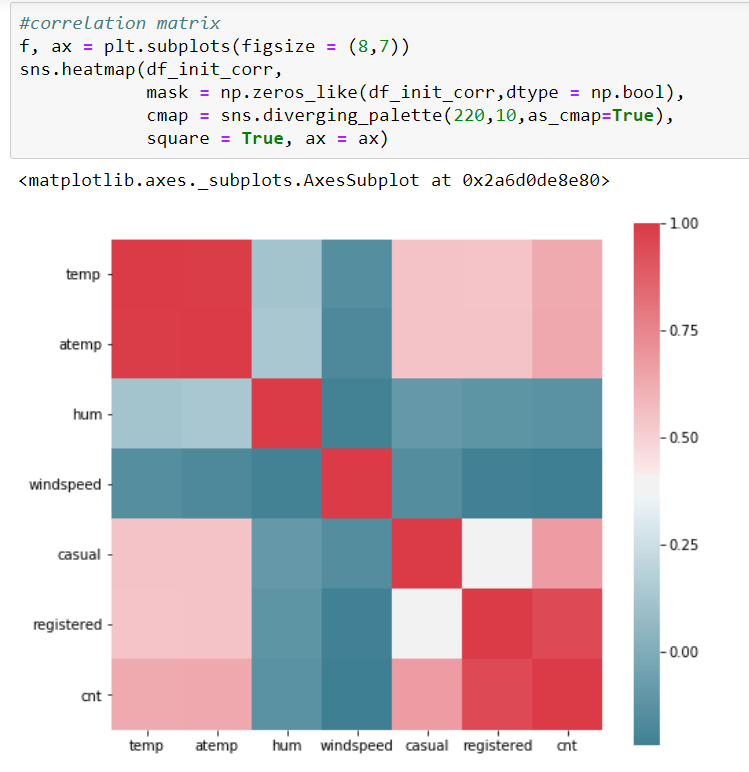 #correlation matrix
f, ax = plt.subplots(figsize = (8,7))
sns.heatmap(df_init_corr,
            mask = np.zeros_like(df_init_corr,dtype = np.bool),
            cmap = sns.diverging_palette(220,10,as_cmap=True),
            square = True, ax = ax)
<matplotlib.axes._subplots.AxesSubplot at 0x2a6d0de8e80>
1.00
temp
0.75
atemp
hum
0.50
windspeed
0.25
casual
registered
0.00
cnt
temp atemp hum windspeed casual registered cnt